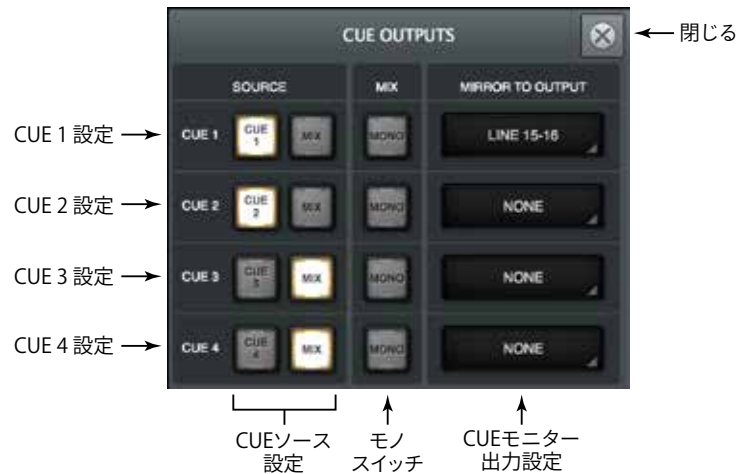 CUE OUTPUTS
閉じる
SOURCE MIX MIRROR TO OUTPUT
CUE 1 設定 CUE 1 CUE 1 MIX MONO LINE 15-16
CUE 2 設定 CUE 2 CUE 2 MIX MONO NONE
CUE 3 設定 CUE 3 CUE 3 MIX MONO NONE
CUE 4 設定 CUE 4 CUE 4 MIX MONO NONE
CUEソース
設定
モノ
スイッチ
CUEモニター
出力設定